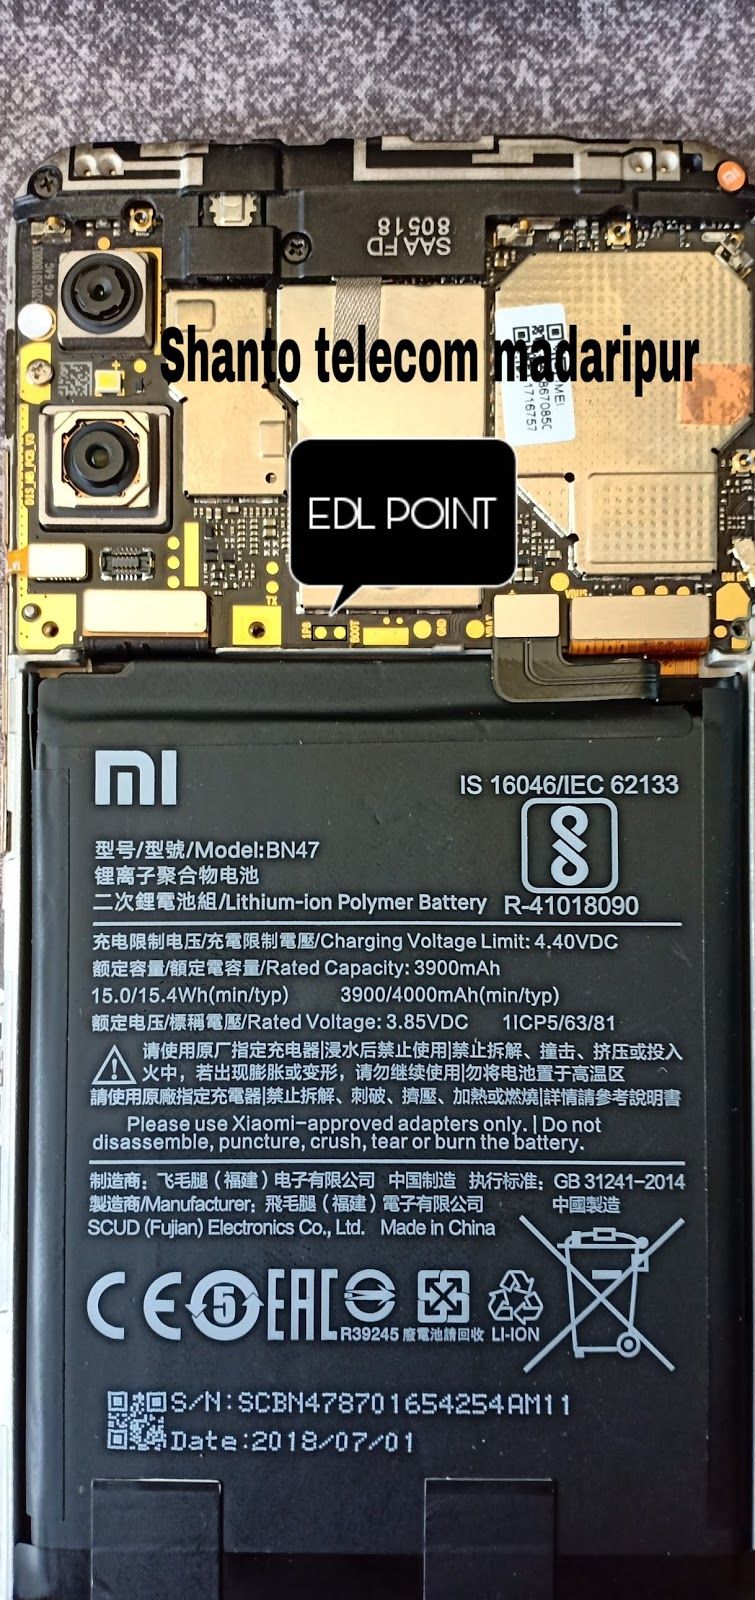 SAA FD
80518
4G 64G
Shanto telecom madaripur
IMEI
1716757
EDL POINT
TX
BOOT
GND
VBUS
MI
IS 16046/IEC 62133
型号/型號/Model:BN47
锂离子聚合物电池
二次鋰電池組/Lithium-ion Polymer Battery R-41018090
充电限制电压/充電限制電壓/Charging Voltage Limit: 4.40VDC
额定容量/額定電容量/Rated Capacity: 3900mAh
15.0/15.4Wh(min/typ) 3900/4000mAh(min/typ)
额定电压/標稱電壓/Rated Voltage: 3.85VDC 1ICP5/63/81
请使用原厂指定充电器|浸水后禁止使用|禁止拆解、撞击、挤压或投入
火中，若出现膨胀或变形，请勿继续使用|勿将电池置于高温区
請使用原廠指定充電器|禁止拆解、刺破、擠壓、加熱或燃燒|詳情請參考說明書
Please use Xiaomi-approved adapters only. | Do not
disassemble, puncture, crush, tear or burn the battery.
制造商：飞毛腿（福建）电子有限公司 中国制造 执行标准：GB 31241-2014
製造商/Manufacturer：飛毛腿（福建）電子有限公司 中國製造
SCUD (Fujian) Electronics Co., Ltd. Made in China
CE 5 EAC
R39245 廢電池請回收 LI-ION
S/N:SCBN478701654254AM11
Date:2018/07/01